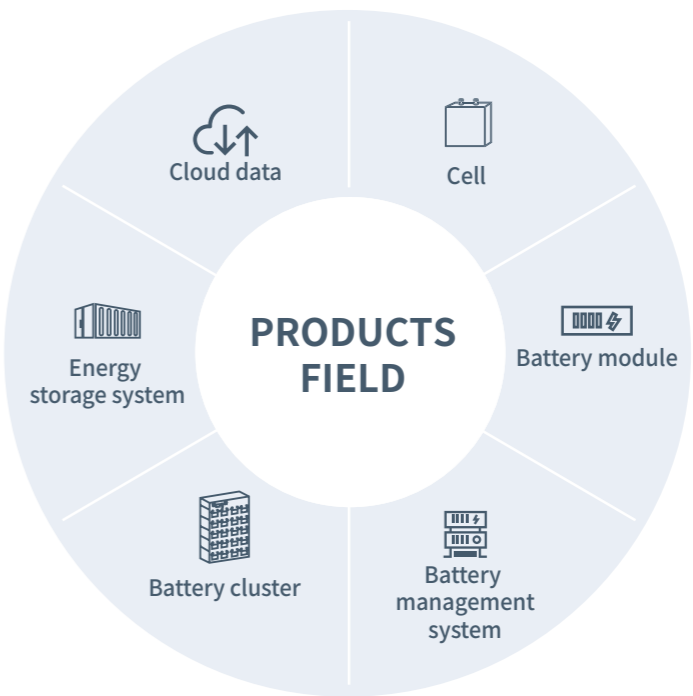 PRODUCTS
FIELD
Cloud data
Cell
Battery module
Battery
management
system
Battery cluster
Energy
storage system